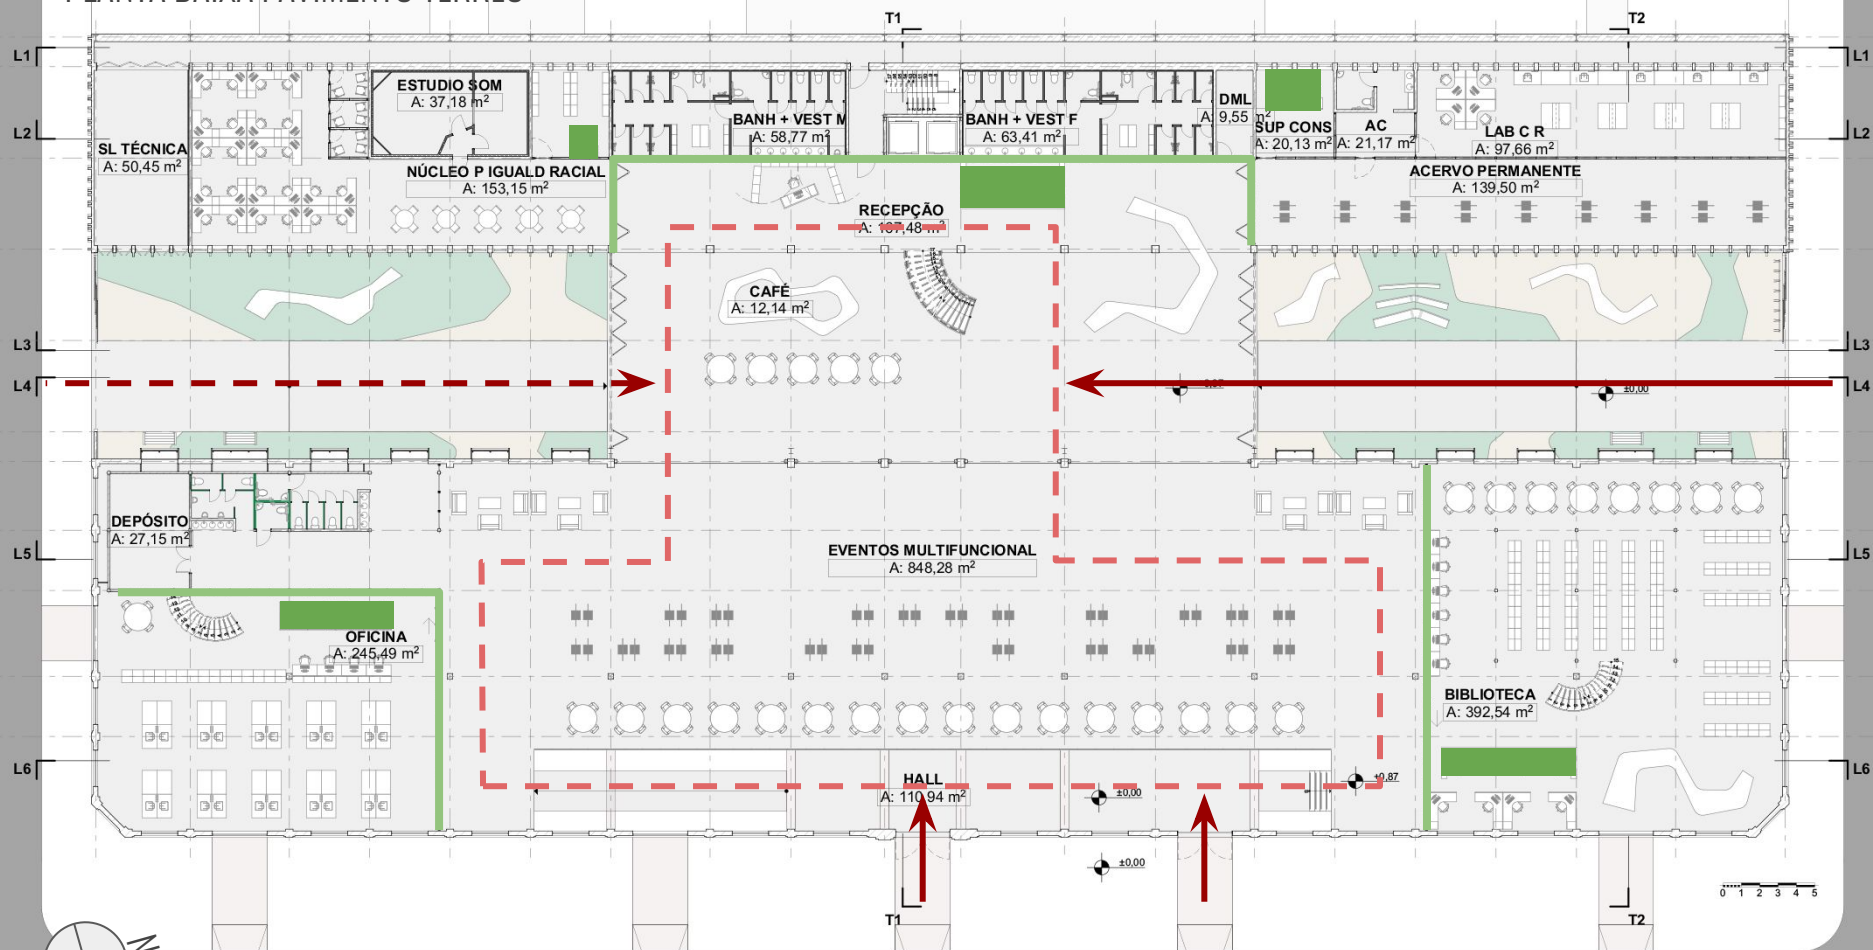 PLANTA BAIXA PAVIMENTO TÉRREO
T1
T2
L1
L1
ESTUDIO SOM
A: 37,18 m²
DML
A: 9,55 m²
BANH + VEST M
A: 58,77 m²
BANH + VEST F
A: 63,41 m²
SUP CONS
A: 20,13 m²
AC
A: 21,17 m²
LAB C R
A: 97,66 m²
L2
L2
SL TÉCNICA
A: 50,45 m²
NÚCLEO P IGUALD RACIAL
A: 153,15 m²
ACERVO PERMANENTE
A: 139,50 m²
RECEPÇÃO
CAFÉ
A: 12,14 m²
L3
L3
L4
L4
±0,00
DEPÓSITO
A: 27,15 m²
L5
L5
EVENTOS MULTIFUNCIONAL
A: 848,28 m²
OFICINA
A: 245,49 m²
BIBLIOTECA
A: 392,54 m²
L6
L6
HALL
A: 110,94 m²
+0,87
±0,00
±0,00
0 1 2 3 4 5
T1
T2